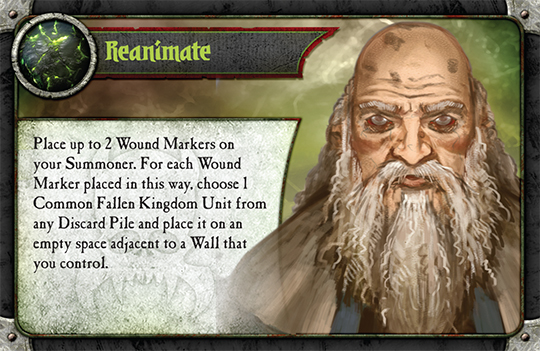 Reanimate
Place up to 2 Wound Markers on
your Summoner. For each Wound
Marker placed in this way, choose 1
Common Fallen Kingdom Unit from
any Discard Pile and place it on an
empty space adjacent to a Wall that
you control.